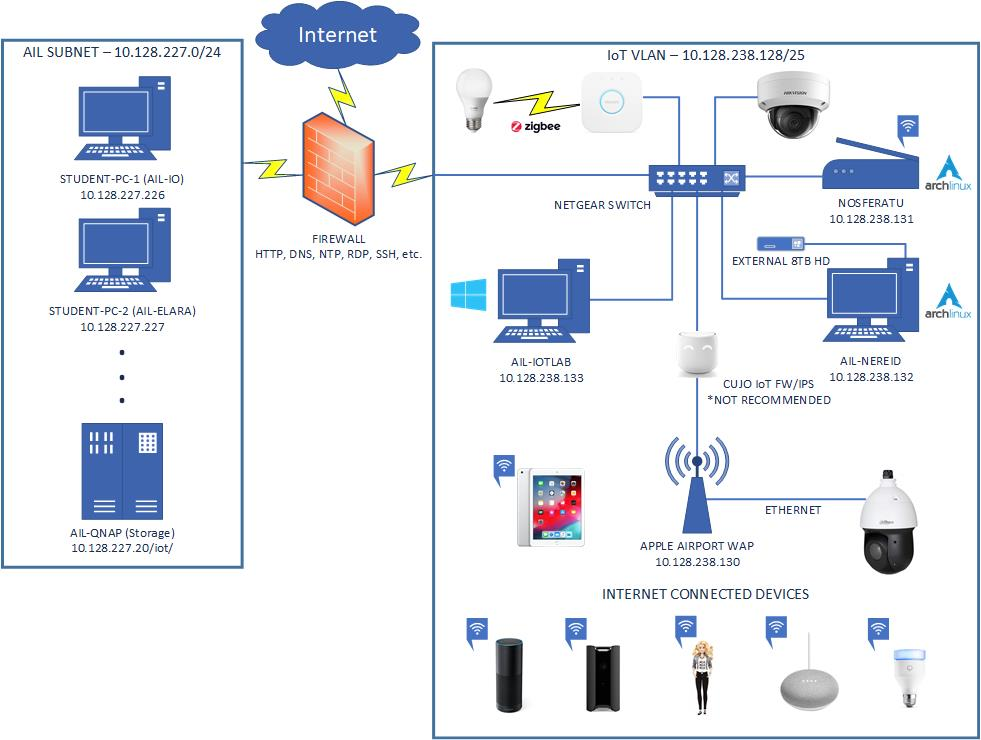 Internet
AIL SUBNET – 10.128.227.0/24
STUDENT-PC-1 (AIL-IO)
10.128.227.226
STUDENT-PC-2 (AIL-ELARA)
10.128.227.227
AIL-QNAP (Storage)
10.128.227.20/iot/
FIREWALL
HTTP, DNS, NTP, RDP, SSH, etc.
IoT VLAN – 10.128.238.128/25
zigbee
HIKVISION
NETGEAR SWITCH
archlinux
NOSFERATU
10.128.238.131
EXTERNAL 8TB HD
archlinux
AIL-IOTLAB
10.128.238.133
AIL-NEREID
10.128.238.132
CUJO IoT FW/IPS
*NOT RECOMMENDED
ETHERNET
APPLE AIRPORT WAP
10.128.238.130
INTERNET CONNECTED DEVICES